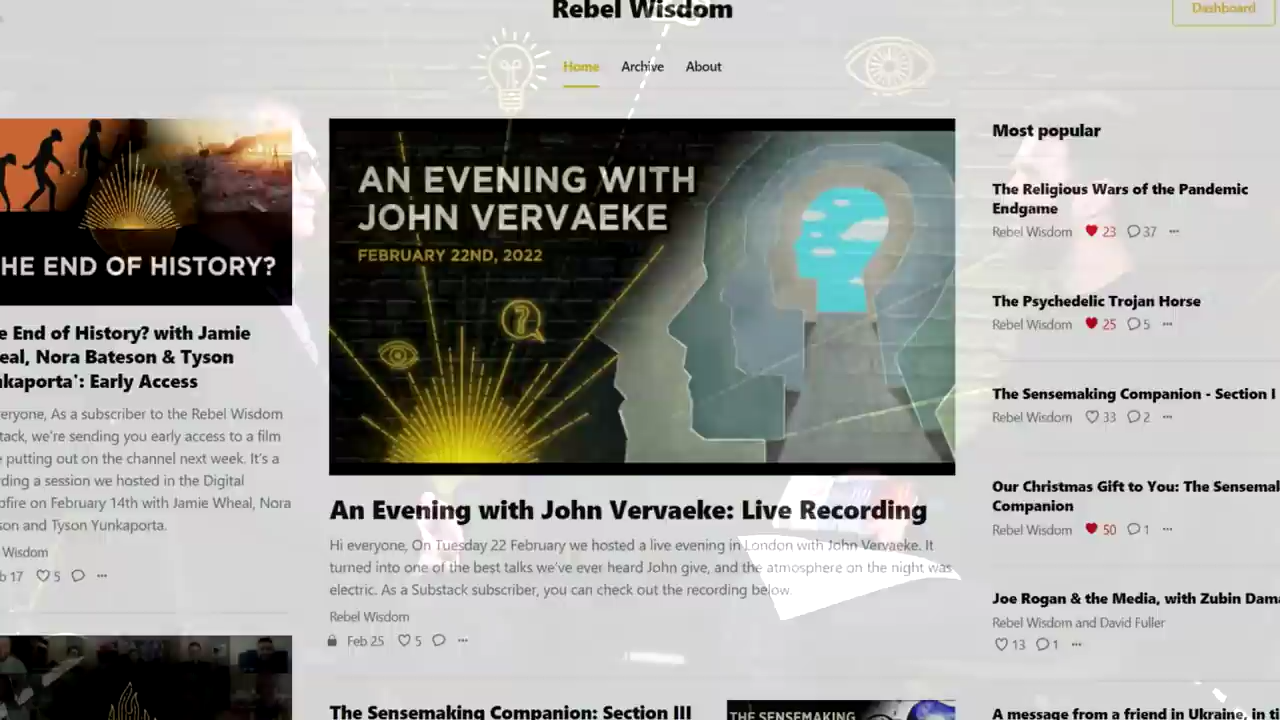 Rebel Wisdom
Dashboard
Home
Archive
About
HE END OF HISTORY?
e End of History? with Jamie
eal, Nora Bateson & Tyson
nkaporta': Early Access
eryone, As a subscriber to the Rebel Wisdom
tack, we're sending you early access to a film
e putting out on the channel next week. It's a
rding a session we hosted in the Digital
pfire on February 14th with Jamie Wheal, Nora
son and Tyson Yunkaporta.
Wisdom
b 17
5
AN EVENING WITH
JOHN VERVAEKE
FEBRUARY 22ND, 2022
An Evening with John Vervaeke: Live Recording
Hi everyone, On Tuesday 22 February we hosted a live evening in London with John Vervaeke. It
turned into one of the best talks we've ever heard John give, and the atmosphere on the night was
electric. As a Substack subscriber, you can check out the recording below.
Rebel Wisdom
Feb 25
5
The Sensemaking Companion: Section III
THE SENSEMAKING
Most popular
The Religious Wars of the Pandemic
Endgame
Rebel Wisdom
23
37
The Psychedelic Trojan Horse
Rebel Wisdom
25
5
The Sensemaking Companion - Section I
Rebel Wisdom
33
2
Our Christmas Gift to You: The Sensemak
Companion
Rebel Wisdom
50
1
Joe Rogan & the Media, with Zubin Dama
Rebel Wisdom and David Fuller
13
1
A message from a friend in Ukraine, in t